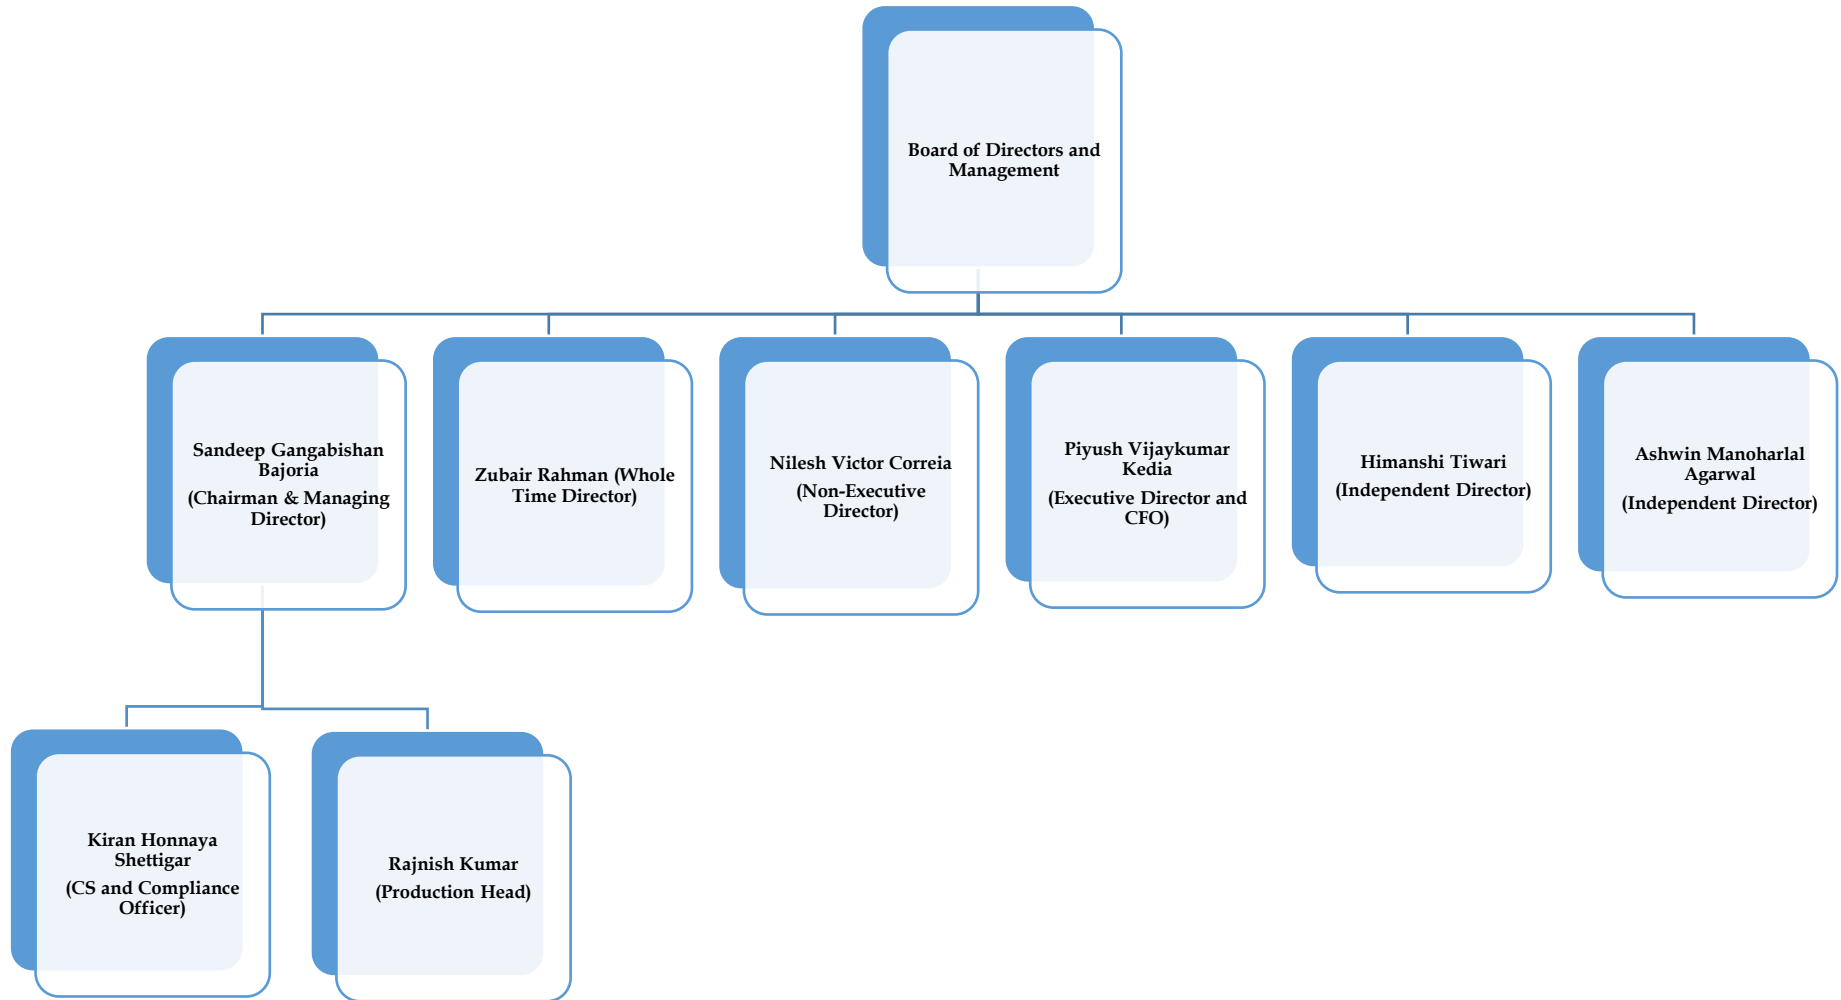 Board of Directors and
Management
Sandeep Gangabishan
Bajoria
(Chairman & Managing
Director)
Zubair Rahman (Whole
Time Director)
Nilesh Victor Correia
(Non-Executive
Director)
Piyush Vijaykumar
Kedia
(Executive Director and
CFO)
Himanshi Tiwari
(Independent Director)
Ashwin Manoharlal
Agarwal
(Independent Director)
Kiran Honnaya
Shettigar
(CS and Compliance
Officer)
Rajnish Kumar
(Production Head)